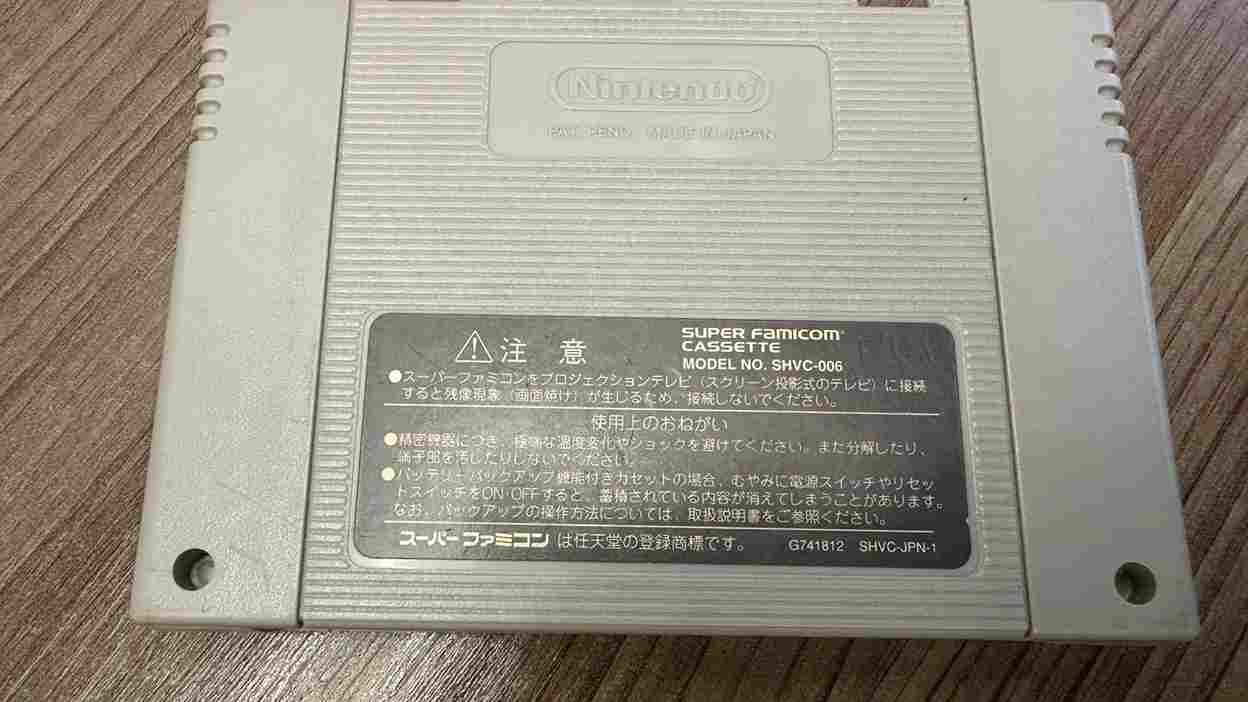 Nintendo
PAT. PEND. MADE IN JAPAN
注 意
SUPER FAMICOM
CASSETTE
MODEL NO. SHVC-006
●スーパーファミコンをプロジェクションテレビ（スクリーン投影式のテレビ）に接続
すると残像現象（画面焼け）が生じるため、接続しないでください。
使用上のおねがい
●精密機器につき、極端な温度変化やショックを避けてください。また分解したり、
端子部を汚したりしないでください。
●バッテリーバックアップ機能付きカセットの場合、むやみに電源スイッチやリセッ
トスイッチをON・OFFすると、蓄積されている内容が消えてしまうことがあります。
なお、バックアップの操作方法については、取扱説明書をご参照ください。
スーパーファミコン は任天堂の登録商標です。 G741812 SHVC-JPN-1